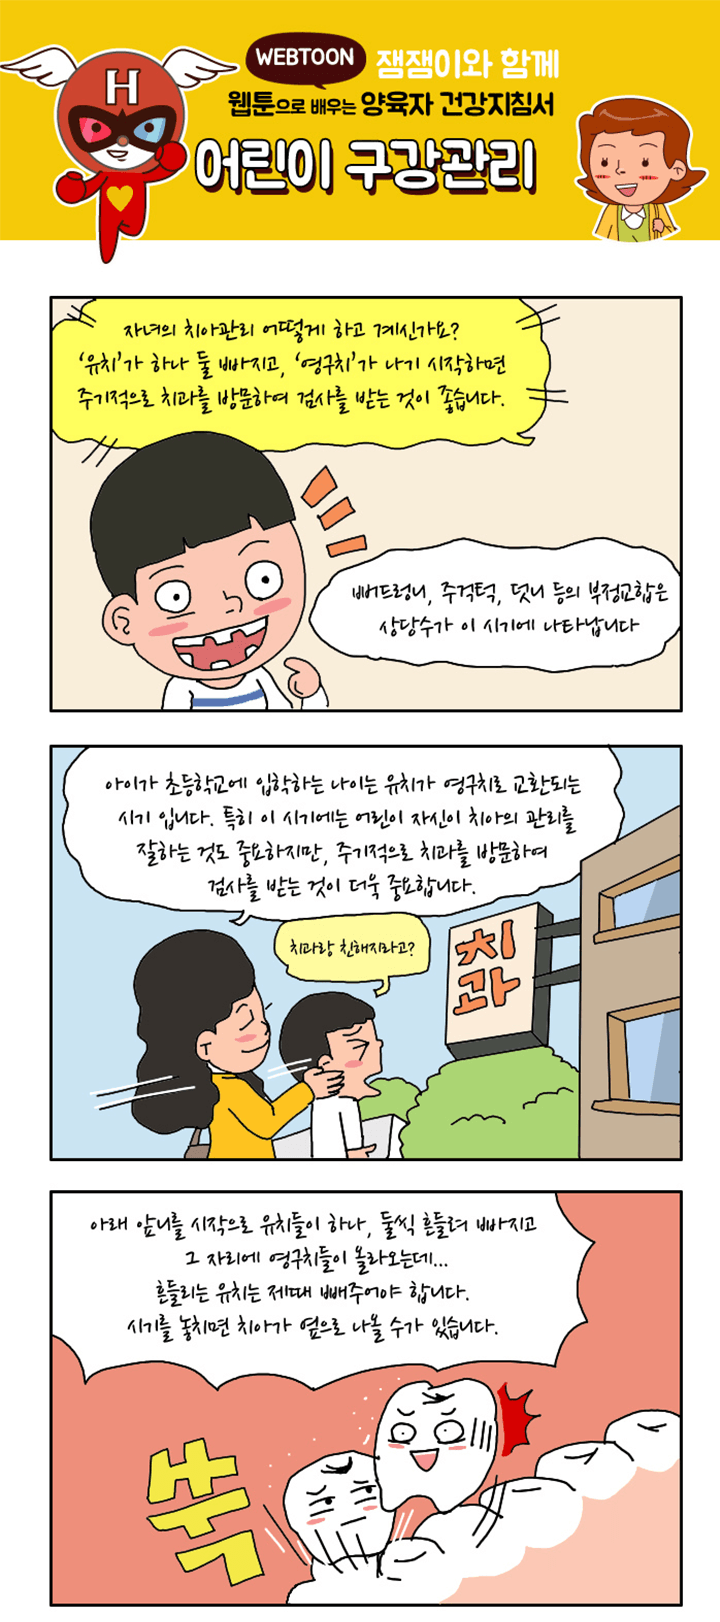 WEBTOON 잼잼이와 함께
웹툰으로 배우는 양육자 건강지침서
어린이 구강관리
H
자녀의 치아관리 어떻게 하고 계신가요?
‘유치’가 하나 둘 빠지고, ‘영구치’가 나기 시작하면
주기적으로 치과를 방문하여 검사를 받는 것이 좋습니다.
뻐드렁니, 주걱턱, 덧니 등의 부정교합은
상당수가 이 시기에 나타납니다
아이가 초등학교에 입학하는 나이는 유치가 영구치로 교환되는
시기 입니다. 특히 이 시기에는 어린이 자신이 치아의 관리를
잘하는 것도 중요하지만, 주기적으로 치과를 방문하여
검사를 받는 것이 더욱 중요합니다.
치과랑 친해지라고?
치과
아래 앞니를 시작으로 유치들이 하나, 둘씩 흔들려 빠지고
그 자리에 영구치들이 올라오는데...
흔들리는 유치는 제때 빼주어야 합니다.
시기를 놓치면 치아가 옆으로 나올 수가 있습니다.
쏙